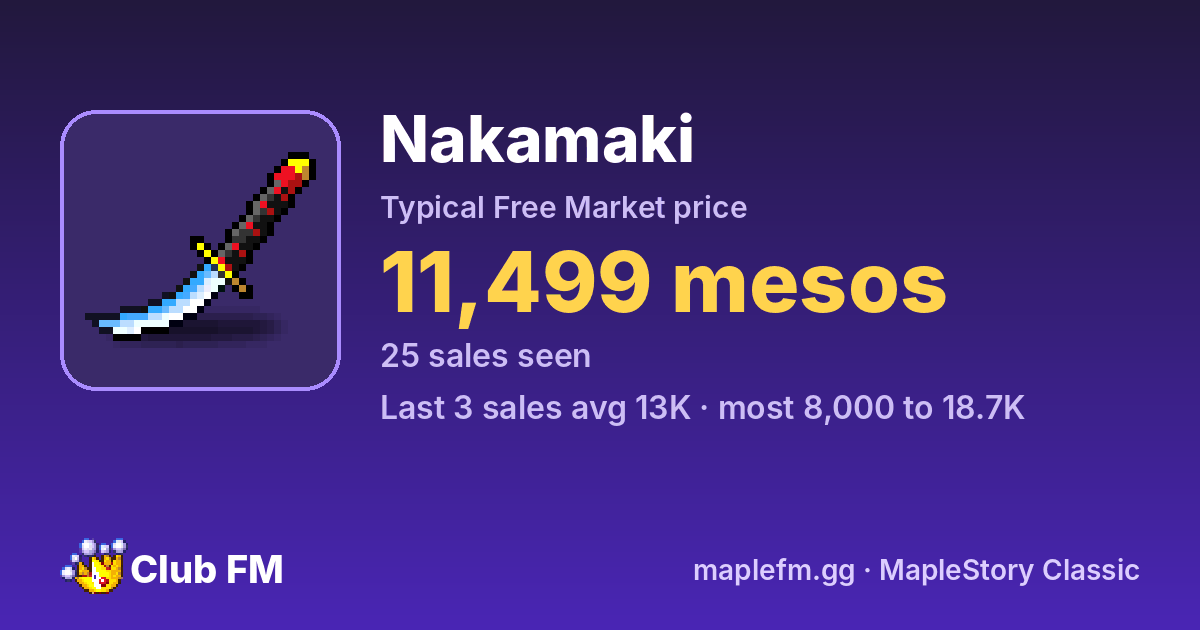 Nakamaki
Typical Free Market price
11,499 mesos
25 sales seen
Last 3 sales avg 13K · most 8,000 to 18.7K
Club FM
maplefm.gg · MapleStory Classic